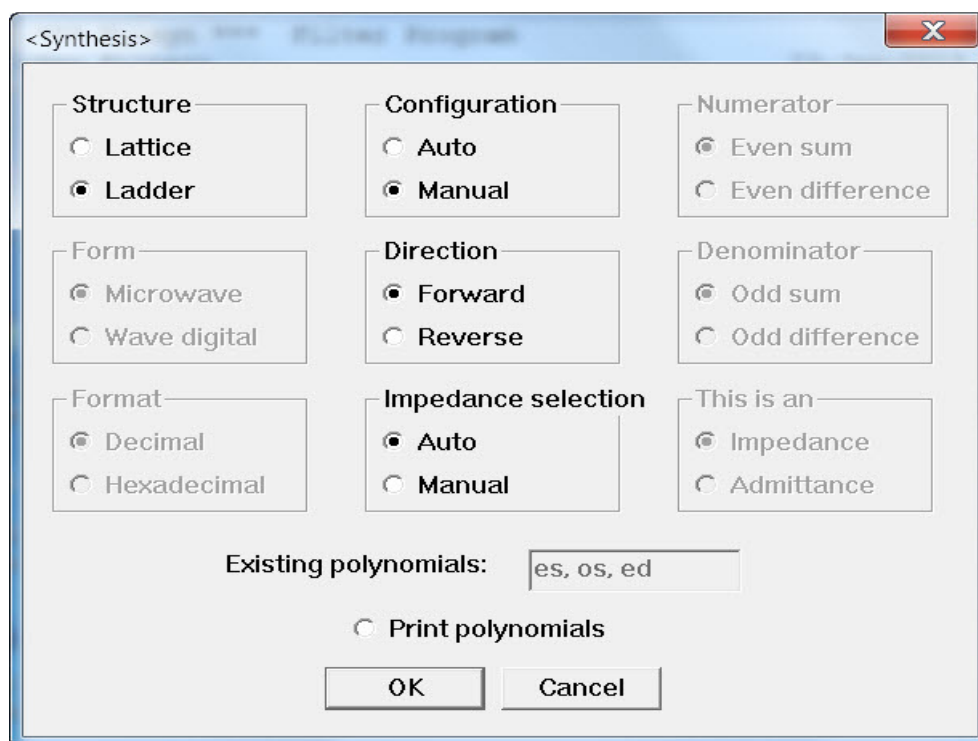 <Synthesis>
Filter Program
Structure
Lattice
Ladder
Configuration
Auto
Manual
Numerator
Even sum
Even difference
Form
Microwave
Wave digital
Direction
Forward
Reverse
Denominator
Odd sum
Odd difference
Format
Decimal
Hexadecimal
Impedance selection
Auto
Manual
This is an
Impedance
Admittance
Existing polynomials:
es, os, ed
Print polynomials
OK
Cancel